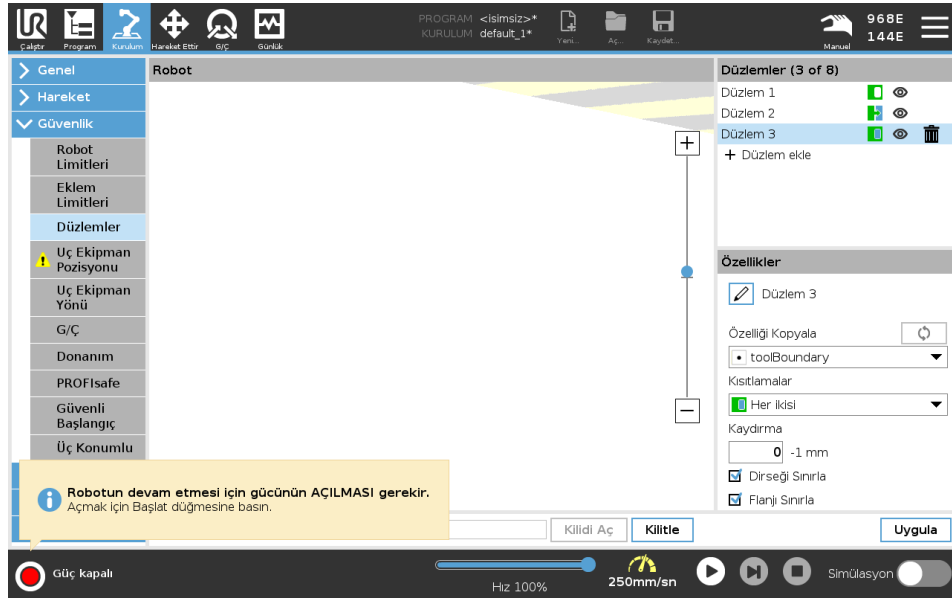 PROGRAM <isimsiz>*
KURULUM default_1*
968E
144E
Çalıştır
Program
Kurulum
Hareket Ettir
G/Ç
Günlük
Yeni...
Aç...
Kaydet...
Manuel
Genel
Hareket
Güvenlik
Robot
Limitleri
Eklem
Limitleri
Düzlemler
Uç Ekipman
Pozisyonu
Uç Ekipman
Yönü
G/Ç
Donanım
PROFIsafe
Güvenli
Başlangıç
Üç Konumlu
Robot
Düzlemler (3 of 8)
Düzlem 1
Düzlem 2
Düzlem 3
+ Düzlem ekle
Özellikler
Düzlem 3
Özelliği Kopyala
toolBoundary
Kısıtlamalar
Her ikisi
Kaydırma
0 -1 mm
Dirseği Sınırla
Flanjı Sınırla
Robotun devam etmesi için gücünün AÇILMASI gerekir.
Açmak için Başlat düğmesine basın.
Kilidi Aç
Kilitle
Uygula
Güç kapalı
Hız 100%
250mm/sn
Simülasyon